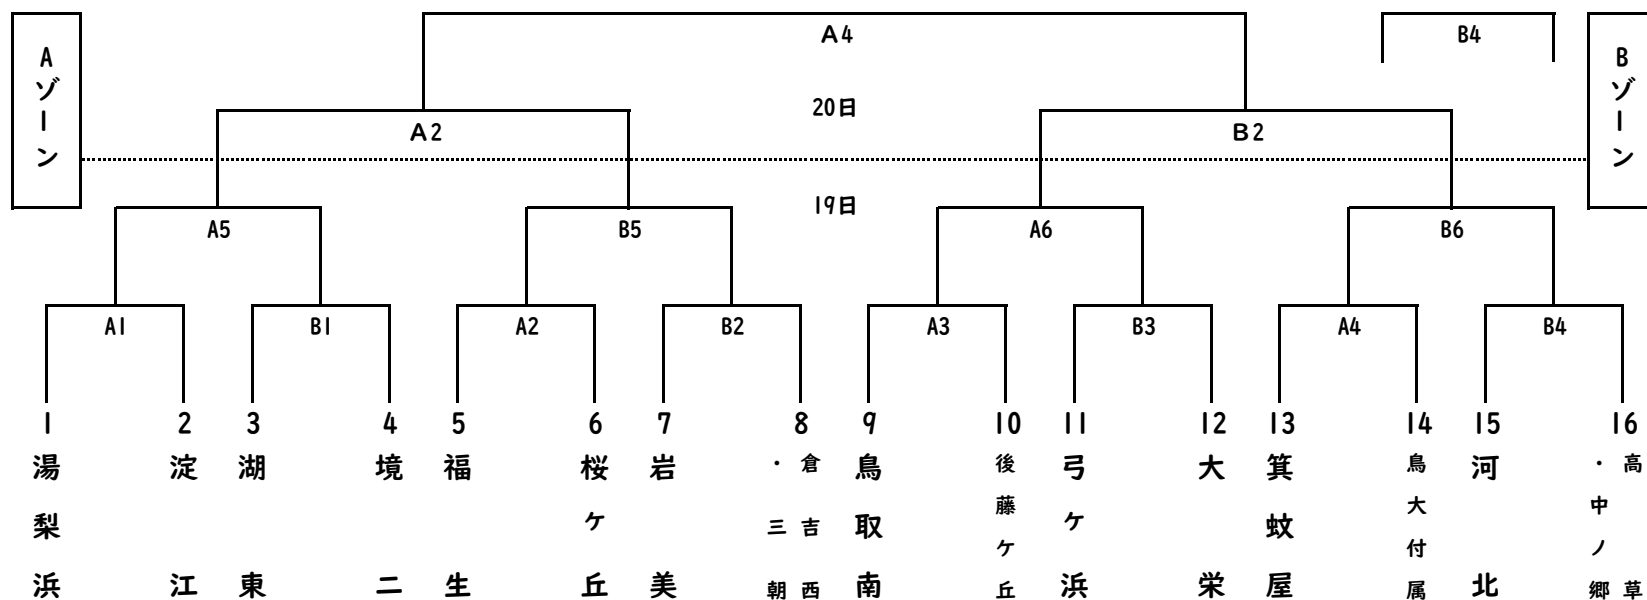 Aゾーン
A4
B4
Bゾーン
20日
A2
B2
19日
A5
B5
A6
B6
A1
B1
A2
B2
A3
B3
A4
B4
1
2
3
4
5
6
7
8
9
10
11
12
13
14
15
16
湯梨浜
淀江
湖東
境二
福生
桜ケ丘
岩美
倉吉西
・三朝
鳥取南
後藤ケ丘
弓ケ浜
大栄
箕蚊屋
鳥大付属
河北
高草
・中ノ郷